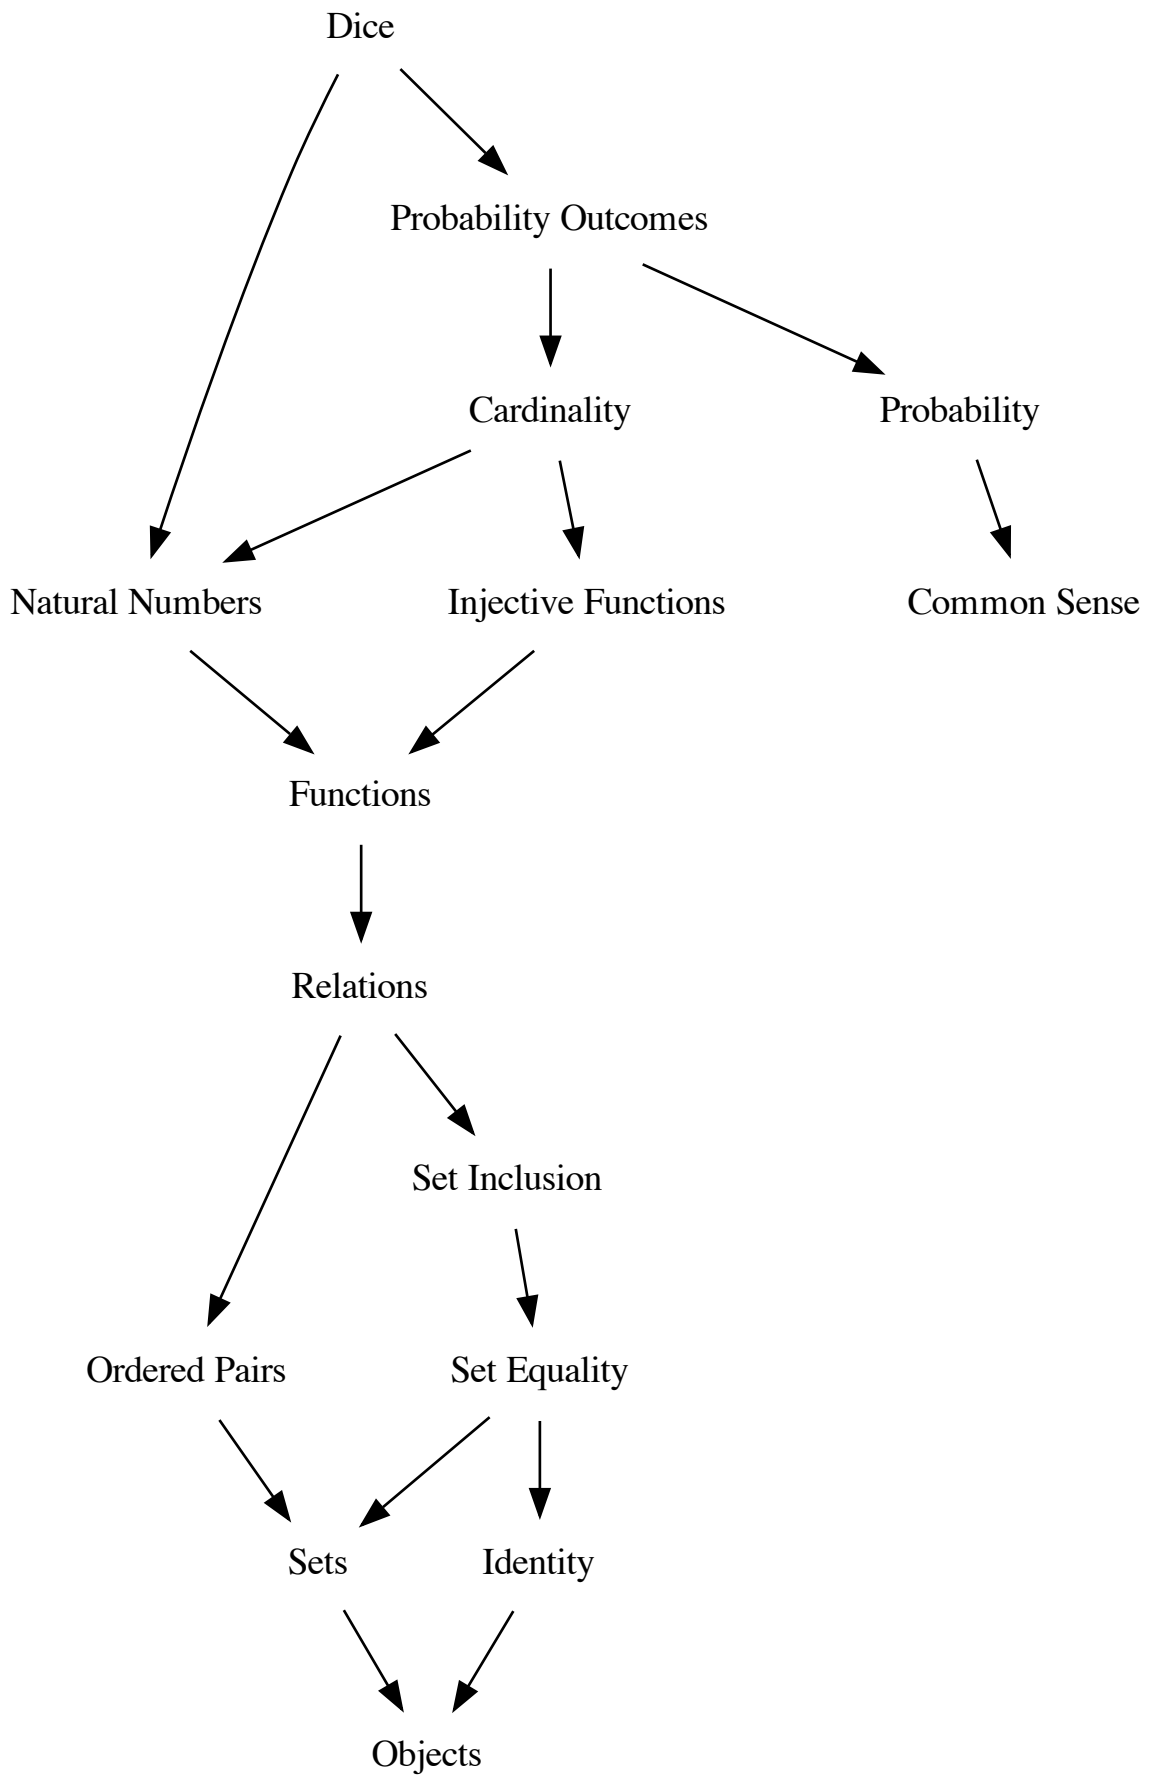 Dice
Probability Outcomes
Cardinality
Probability
Natural Numbers
Injective Functions
Common Sense
Functions
Relations
Set Inclusion
Ordered Pairs
Set Equality
Sets
Identity
Objects